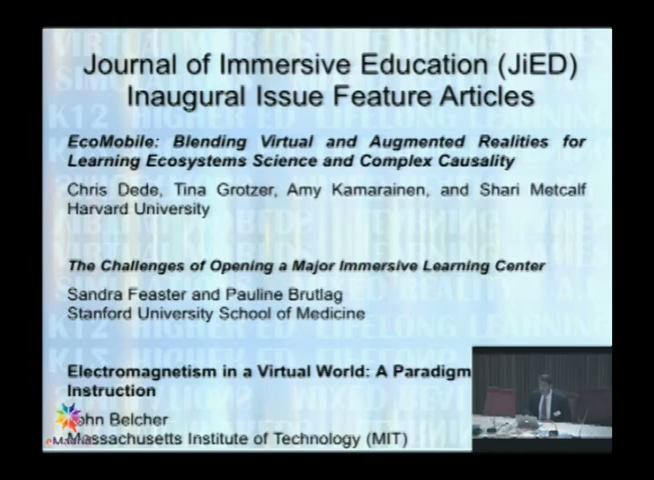 Journal of Immersive Education (JiED)
Inaugural Issue Feature Articles
EcoMobile: Blending Virtual and Augmented Realities for
Learning Ecosystems Science and Complex Causality
Chris Dede, Tina Grotzer, Amy Kamarainen, and Shari Metcalf
Harvard University
The Challenges of Opening a Major Immersive Learning Center
Sandra Feaster and Pauline Brutlag
Stanford University School of Medicine
Electromagnetism in a Virtual World: A Paradigm
Instruction
John Belcher
Massachusetts Institute of Technology (MIT)